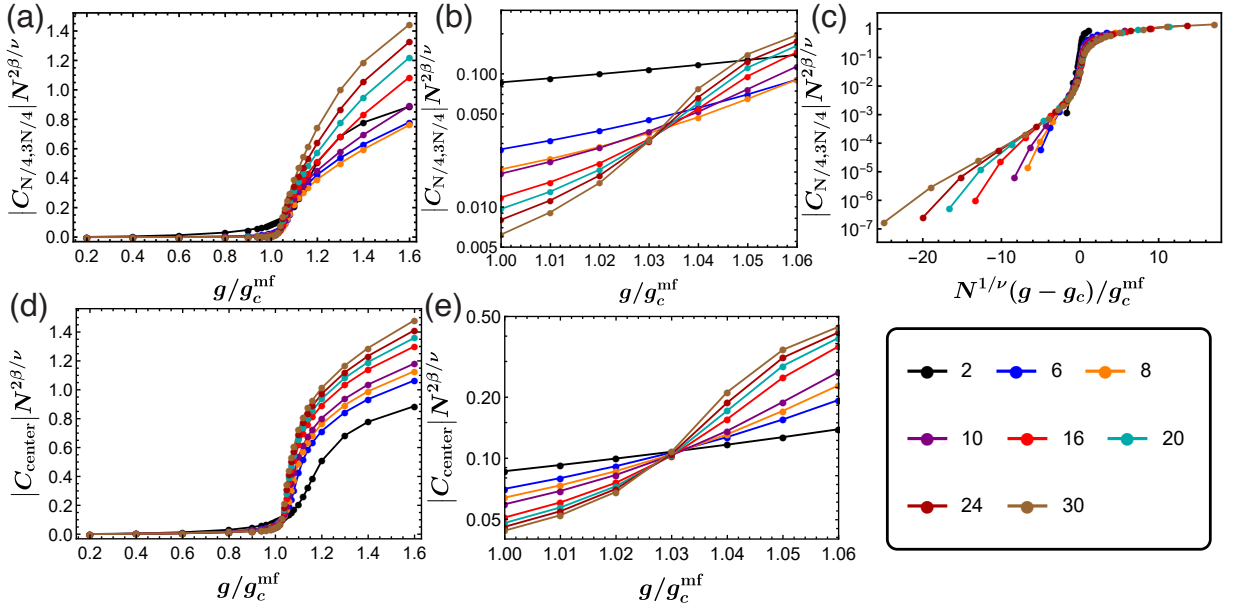 (a)
|C_{N/4,3N/4}|N^{2β/ν}
1.4
1.2
1.0
0.8
0.6
0.4
0.2
0.0
0.2 0.4 0.6 0.8 1.0 1.2 1.4 1.6
g/g_c^{mf}
(b)
|C_{N/4,3N/4}|N^{2β/ν}
0.100
0.050
0.010
0.005
1.00 1.01 1.02 1.03 1.04 1.05 1.06
g/g_c^{mf}
(c)
|C_{N/4,3N/4}|N^{2β/ν}
1
10^{-1}
10^{-2}
10^{-3}
10^{-4}
10^{-5}
10^{-6}
10^{-7}
−20 −10 0 10
N^{1/ν}(g − g_c)/g_c^{mf}
(d)
|C_{center}|N^{2β/ν}
1.4
1.2
1.0
0.8
0.6
0.4
0.2
0.0
0.2 0.4 0.6 0.8 1.0 1.2 1.4 1.6
g/g_c^{mf}
(e)
|C_{center}|N^{2β/ν}
0.50
0.20
0.10
0.05
1.00 1.01 1.02 1.03 1.04 1.05 1.06
g/g_c^{mf}
2 6 8
10 16 20
24 30